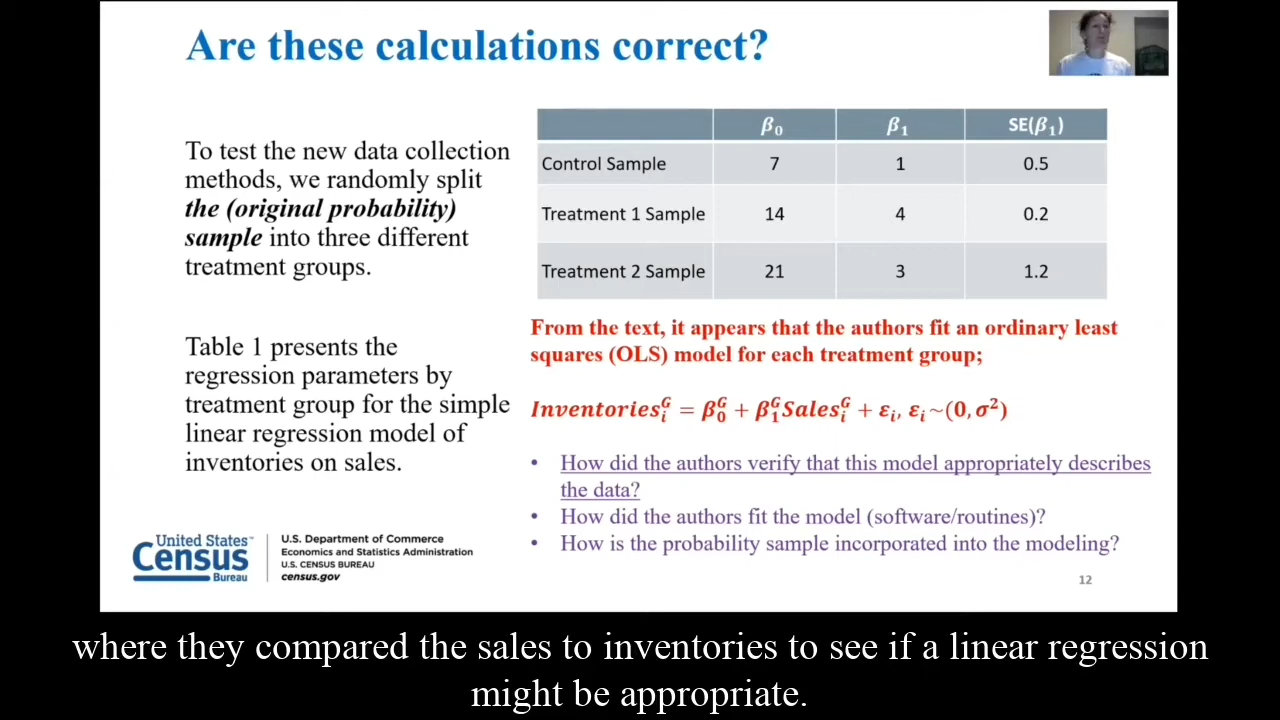 Are these calculations correct?
To test the new data collection
methods, we randomly split
the (original probability)
sample into three different
treatment groups.
Table 1 presents the
regression parameters by
treatment group for the simple
linear regression model of
inventories on sales.
β₀ β₁ SE(β₁)
Control Sample 7 1 0.5
Treatment 1 Sample 14 4 0.2
Treatment 2 Sample 21 3 1.2
From the text, it appears that the authors fit an ordinary least
squares (OLS) model for each treatment group;
Inventoriesᵢᴳ = β₀ᴳ + β₁ᴳSalesᵢᴳ + εᵢ, εᵢ~(0, σ²)
• How did the authors verify that this model appropriately describes
the data?
• How did the authors fit the model (software/routines)?
• How is the probability sample incorporated into the modeling?
United States™
Census
Bureau
U.S. Department of Commerce
Economics and Statistics Administration
U.S. CENSUS BUREAU
census.gov
12
where they compared the sales to inventories to see if a linear regression
might be appropriate.